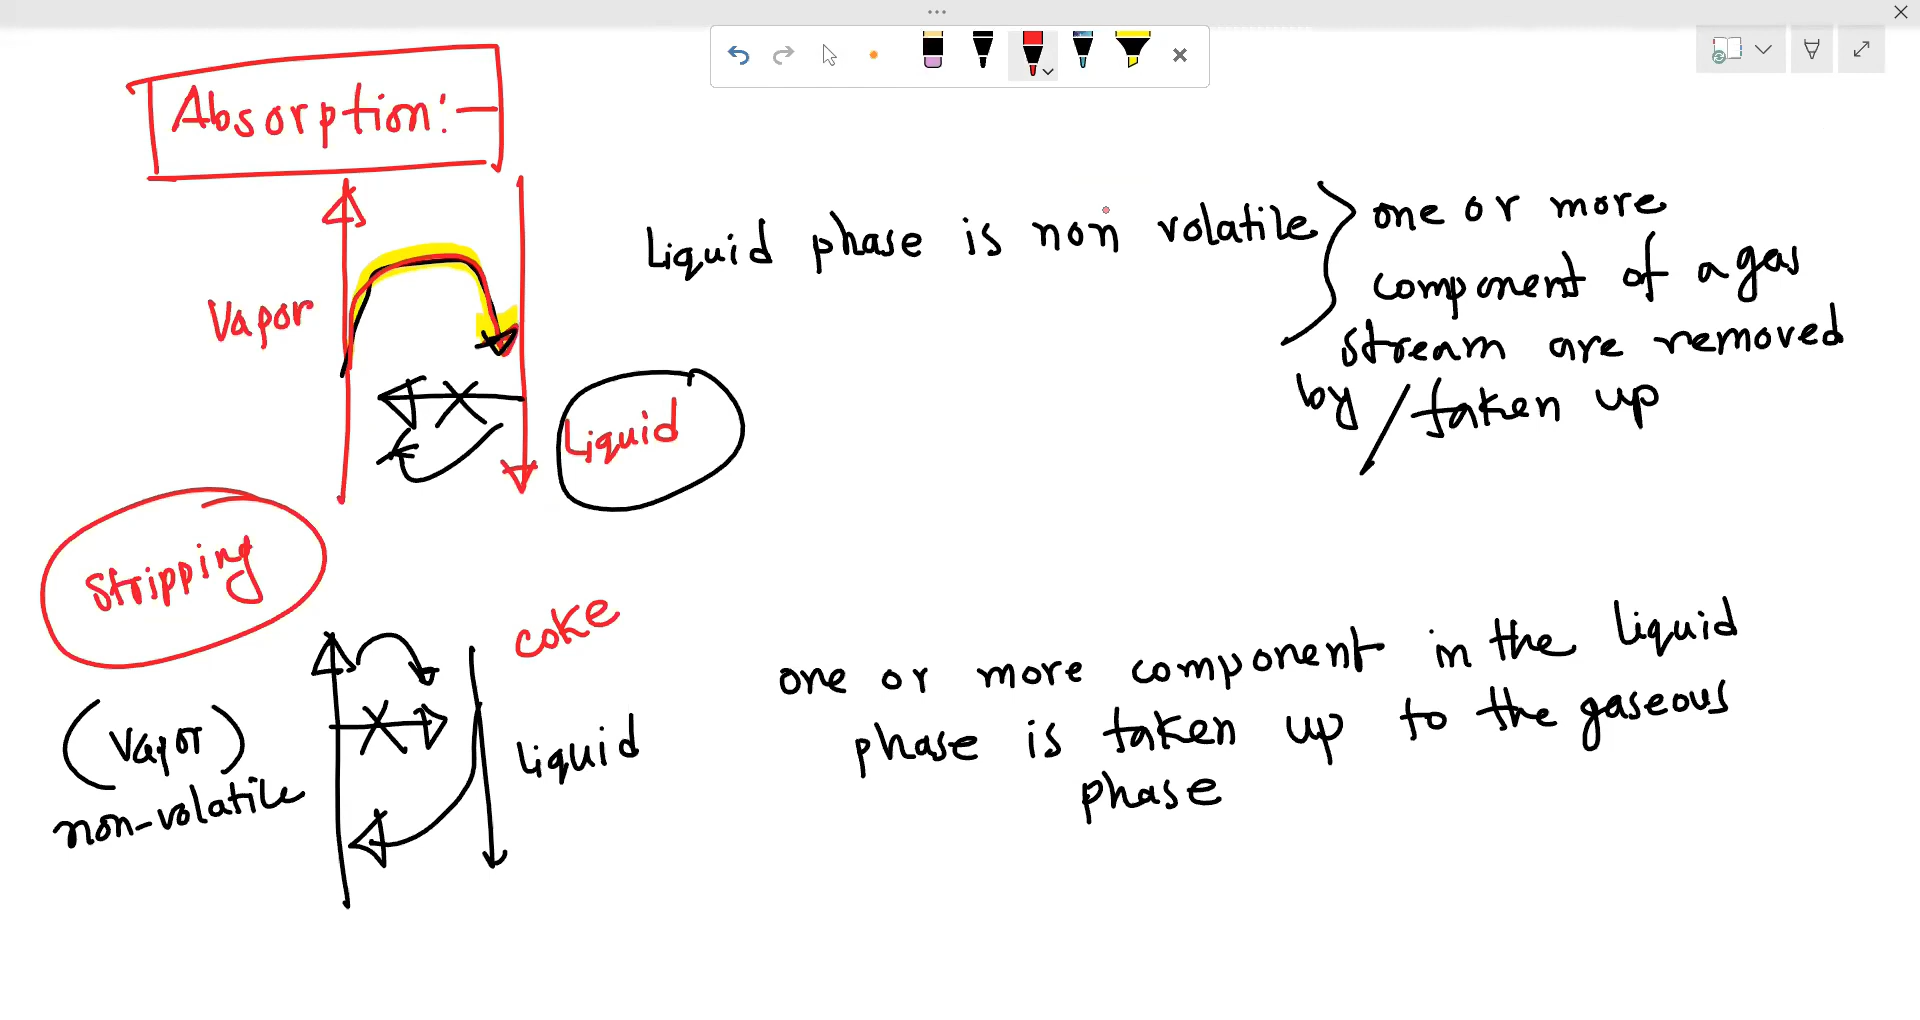 Absorption:-
Vapor
Liquid
Liquid phase is non volatile
one or more
component of a gas
stream are removed
by/taken up
Stripping
coke
(Vapor)
non-volatile
Liquid
one or more component in the liquid
phase is taken up to the gaseous
phase